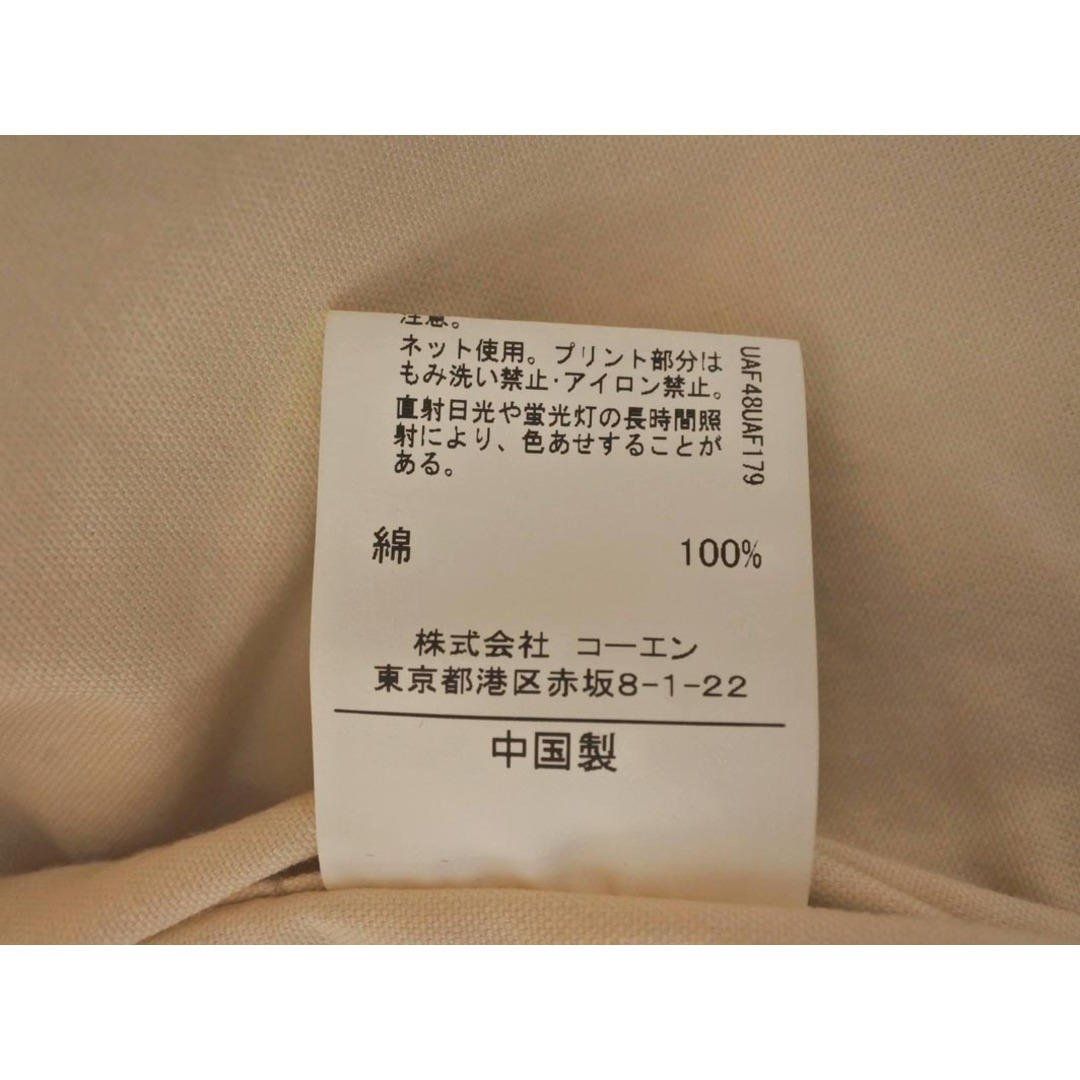 注意。
ネット使用。プリント部分は
もみ洗い禁止・アイロン禁止。
直射日光や蛍光灯の長時間照
射により、色あせすることが
ある。
UAF48UAF179
綿 100%
株式会社 コーエン
東京都港区赤坂8-1-22
中国製